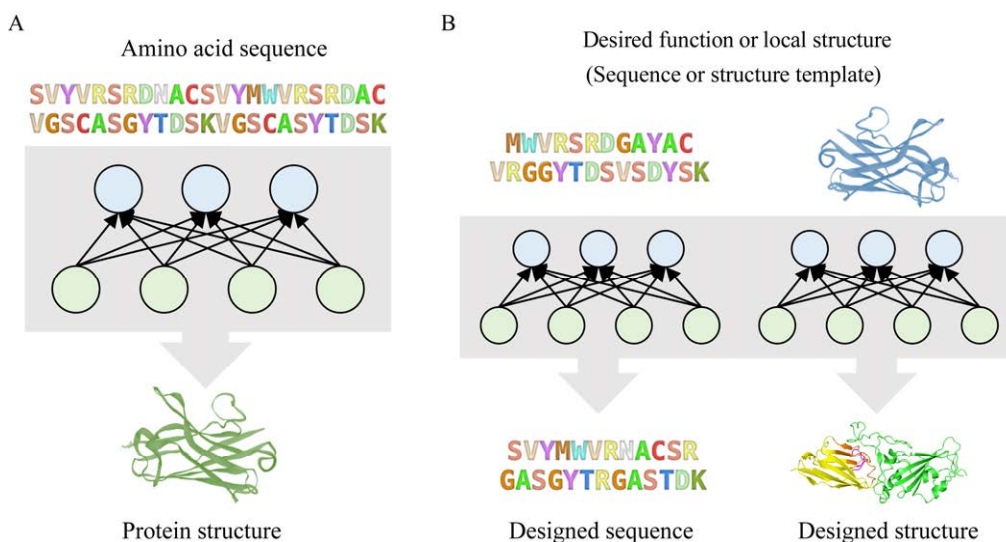 A
Amino acid sequence
SVYVRSRDNACSVYMWVRSRDAC
VGSCASGYTDSKVGSCASYTDSK
Protein structure
B
Desired function or local structure
(Sequence or structure template)
MWVRSRDGAYAC
VRGGYTDSVSDYSK
SVYMWVRNACSR
GASGYTRGASTDK
Designed sequence
Designed structure